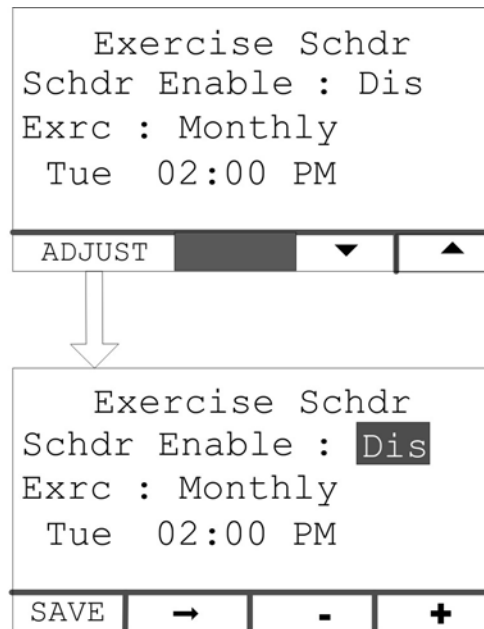 Exercise Schdr
Schdr Enable : Dis
Exrc : Monthly
Tue 02:00 PM
ADJUST ▼ ▲
Exercise Schdr
Schdr Enable : Dis
Exrc : Monthly
Tue 02:00 PM
SAVE → - +